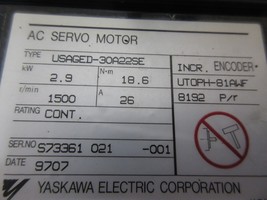 AC SERVO MOTOR
TYPE USAGED-30A22SE
INCR. ENCODER
kW 2.9 N·m 18.6
UTOPH-81AWF
r/min 1500 A 26
8192 P/r
RATING CONT.
SER.NO S73361 021 -001
DATE 9707
YASKAWA ELECTRIC CORPORATION